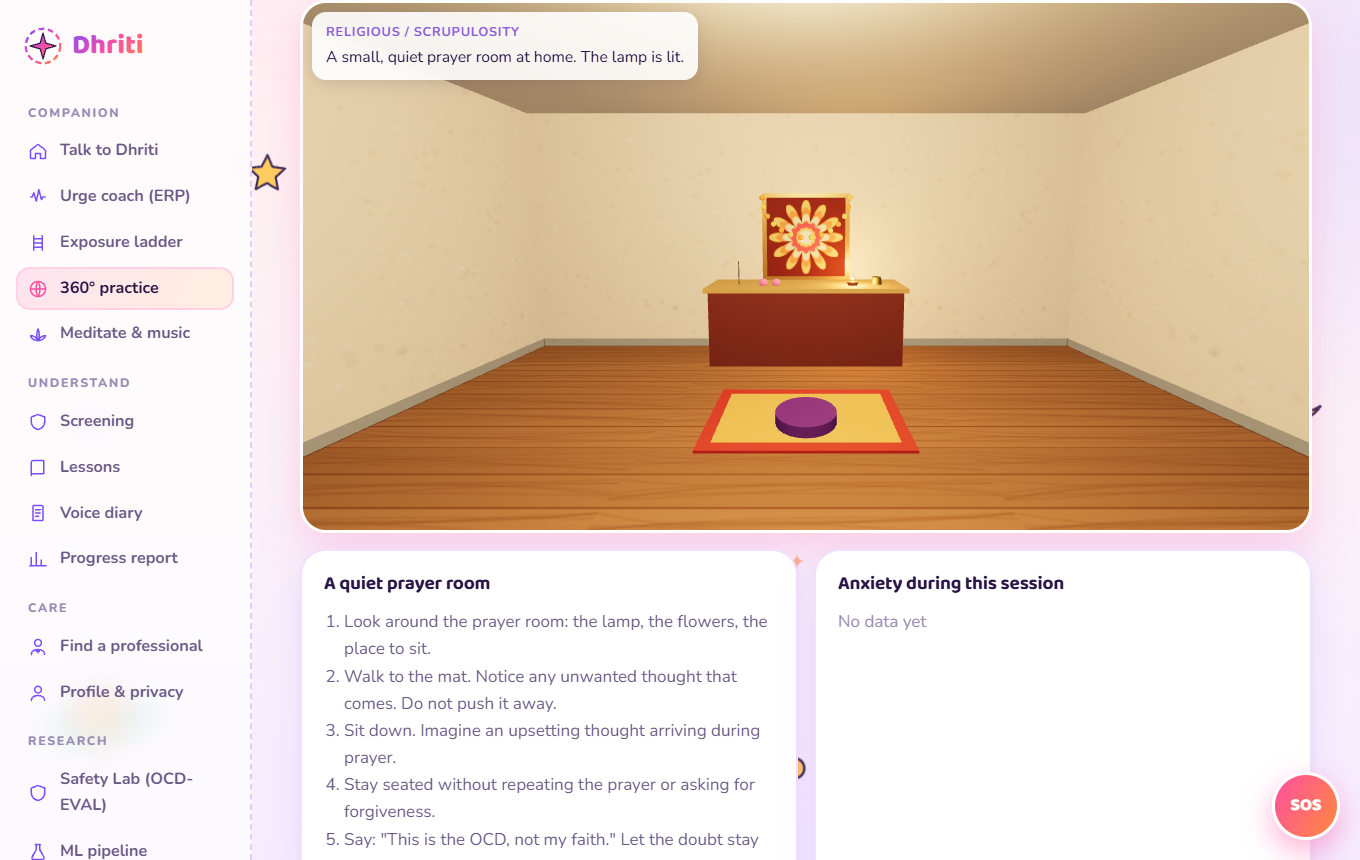 Dhriti
COMPANION
Talk to Dhriti
Urge coach (ERP)
Exposure ladder
360° practice
Meditate & music
UNDERSTAND
Screening
Lessons
Voice diary
Progress report
CARE
Find a professional
Profile & privacy
RESEARCH
Safety Lab (OCD-
EVAL)
ML pipeline
RELIGIOUS / SCRUPULOSITY
A small, quiet prayer room at home. The lamp is lit.
A quiet prayer room
1. Look around the prayer room: the lamp, the flowers, the
place to sit.
2. Walk to the mat. Notice any unwanted thought that
comes. Do not push it away.
3. Sit down. Imagine an upsetting thought arriving during
prayer.
4. Stay seated without repeating the prayer or asking for
forgiveness.
5. Say: "This is the OCD, not my faith." Let the doubt stay
Anxiety during this session
No data yet
SOS